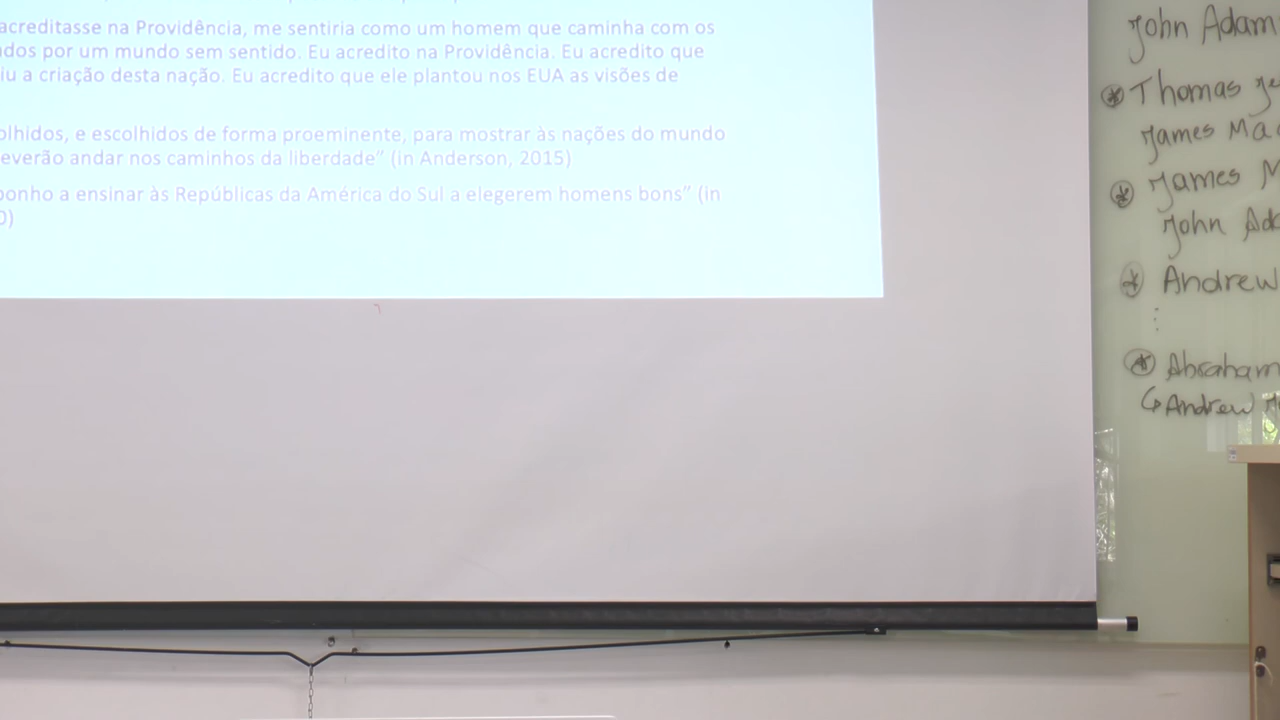 acreditasse na Providência, me sentiria como um homem que caminha com os
dos por um mundo sem sentido. Eu acredito na Providência. Eu acredito que
iu a criação desta nação. Eu acredito que ele plantou nos EUA as visões de
olhidos, e escolhidos de forma proeminente, para mostrar às nações do mundo
everão andar nos caminhos da liberdade” (in Anderson, 2015)
ponho a ensinar às Repúblicas da América do Sul a elegerem homens bons” (in
0)
John Adam
Thomas Je
James Ma
James M
John Ada
Andrew
Abraham
Andrew